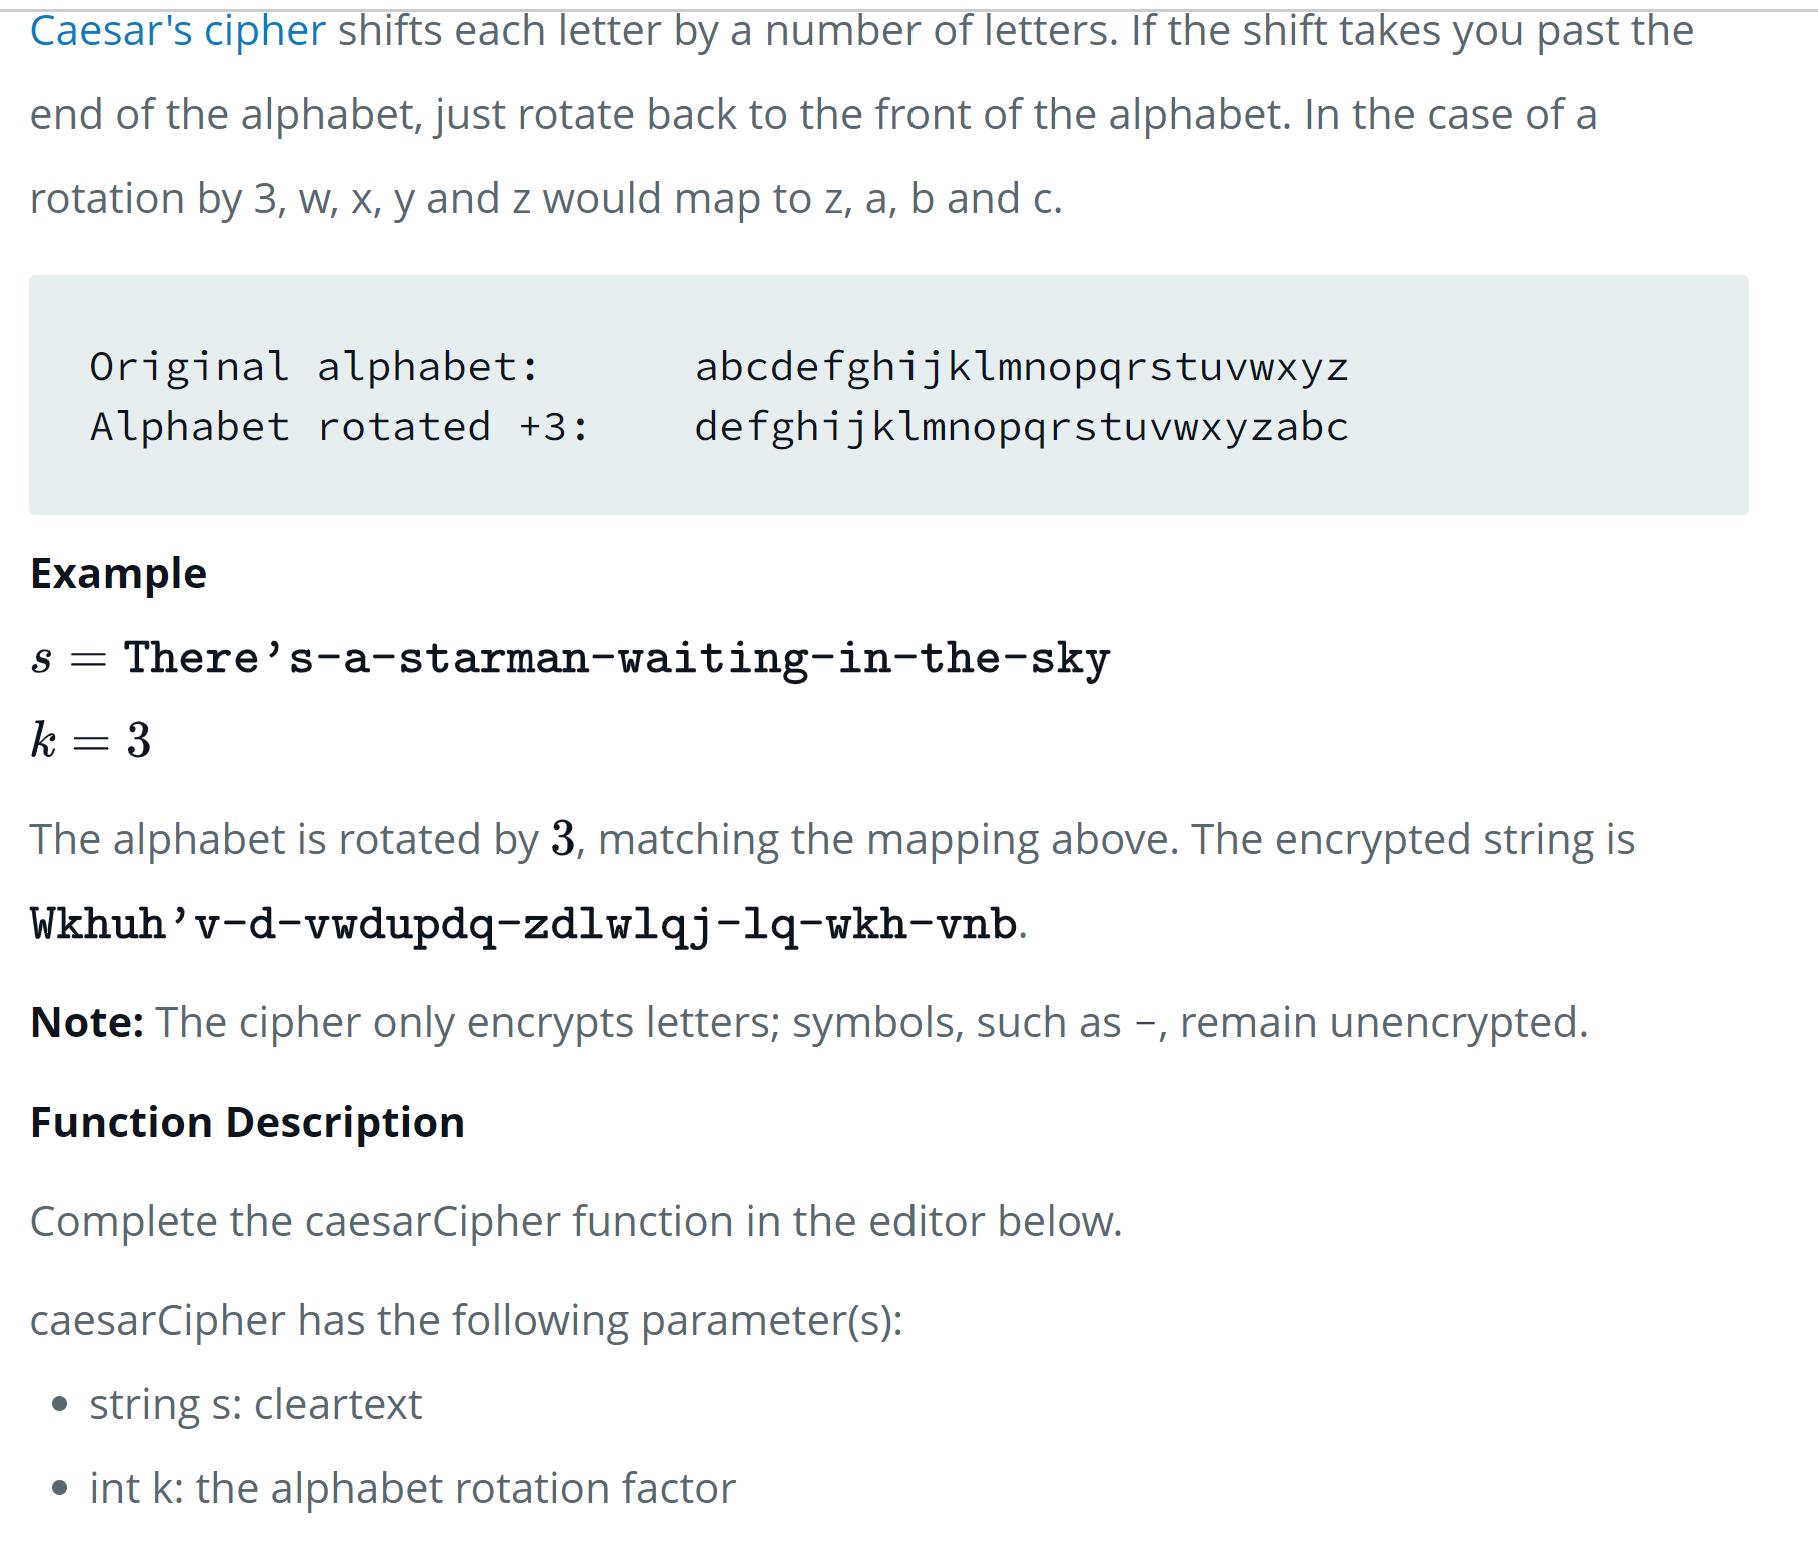 Caesar's cipher shifts each letter by a number of letters. If the shift takes you past the
end of the alphabet, just rotate back to the front of the alphabet. In the case of a
rotation by 3, w, x, y and z would map to z, a, b and c.
Original alphabet:      abcdefghijklmnopqrstuvwxyz
Alphabet rotated +3:    defghijklmnopqrstuvwxyzabc
Example
s = There's-a-starman-waiting-in-the-sky
k = 3
The alphabet is rotated by 3, matching the mapping above. The encrypted string is
Wkhuh'v-d-vwdupdq-zdlwlqj-lq-wkh-vnb.
Note: The cipher only encrypts letters; symbols, such as -, remain unencrypted.
Function Description
Complete the caesarCipher function in the editor below.
caesarCipher has the following parameter(s):
• string s: cleartext
• int k: the alphabet rotation factor